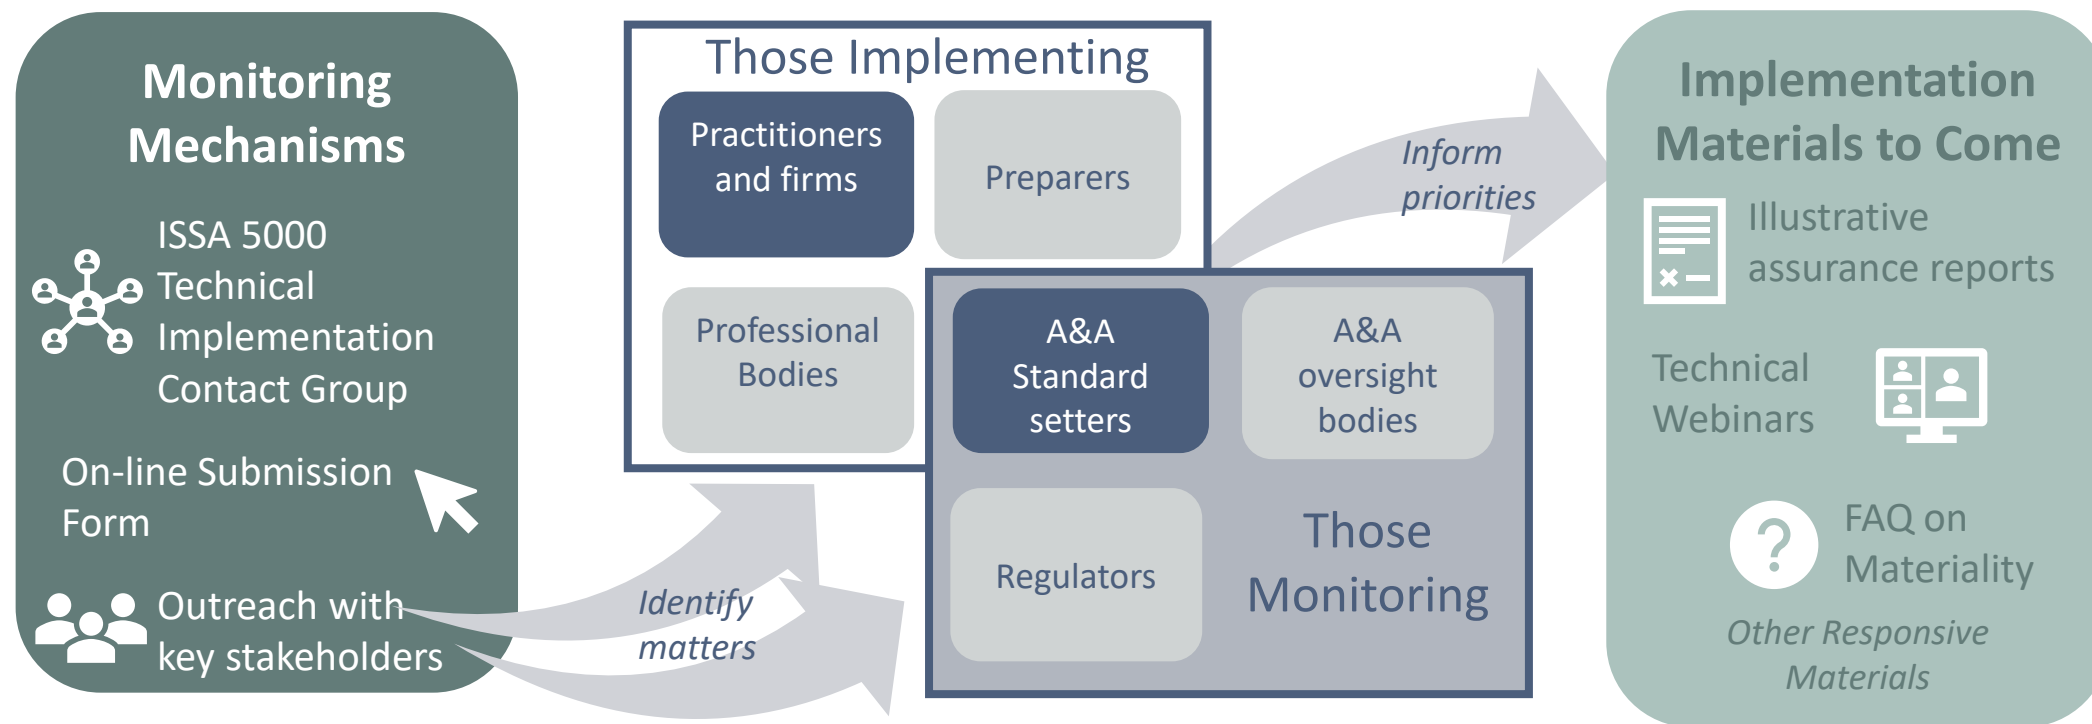 Monitoring
Mechanisms
ISSA 5000
Technical
Implementation
Contact Group
On-line Submission
Form
Outreach with
key stakeholders
Identify
matters
Those Implementing
Practitioners
and firms
Preparers
Professional
Bodies
A&A
Standard
setters
A&A
oversight
bodies
Regulators
Those
Monitoring
Inform
priorities
Implementation
Materials to Come
Illustrative
assurance reports
Technical
Webinars
FAQ on
Materiality
Other Responsive
Materials